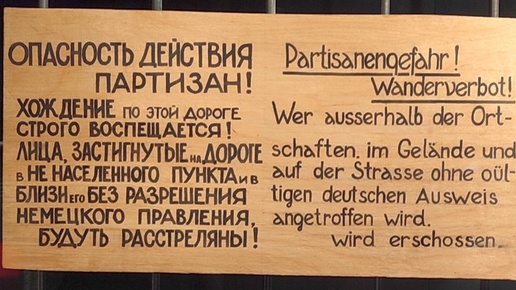 ОПАСНОСТЬ ДЕЙСТВИЯ
ПАРТИЗАН!
ХОЖДЕНИЕ ПО ЭТОЙ ДОРОГЕ
СТРОГО ВОСПЕЩАЕТСЯ!
ЛИЦА, ЗАСТИГНУТЫЕ НА ДОРОГЕ
В НЕ НАСЕЛЕННОГО ПУНКТА И В
БЛИЗИ ЕГО БЕЗ РАЗРЕШЕНИЯ
НЕМЕЦКОГО ПРАВЛЕНИЯ,
БУДУТ РАССТРЕЛЯНЫ!
Partisanengefahr!
Wanderverbot!
Wer ausserhalb der Ort-
schaften, im Gelände und
auf der Strasse ohne oül-
tigen deutschen Ausweis
angetroffen wird.
wird erschossen.